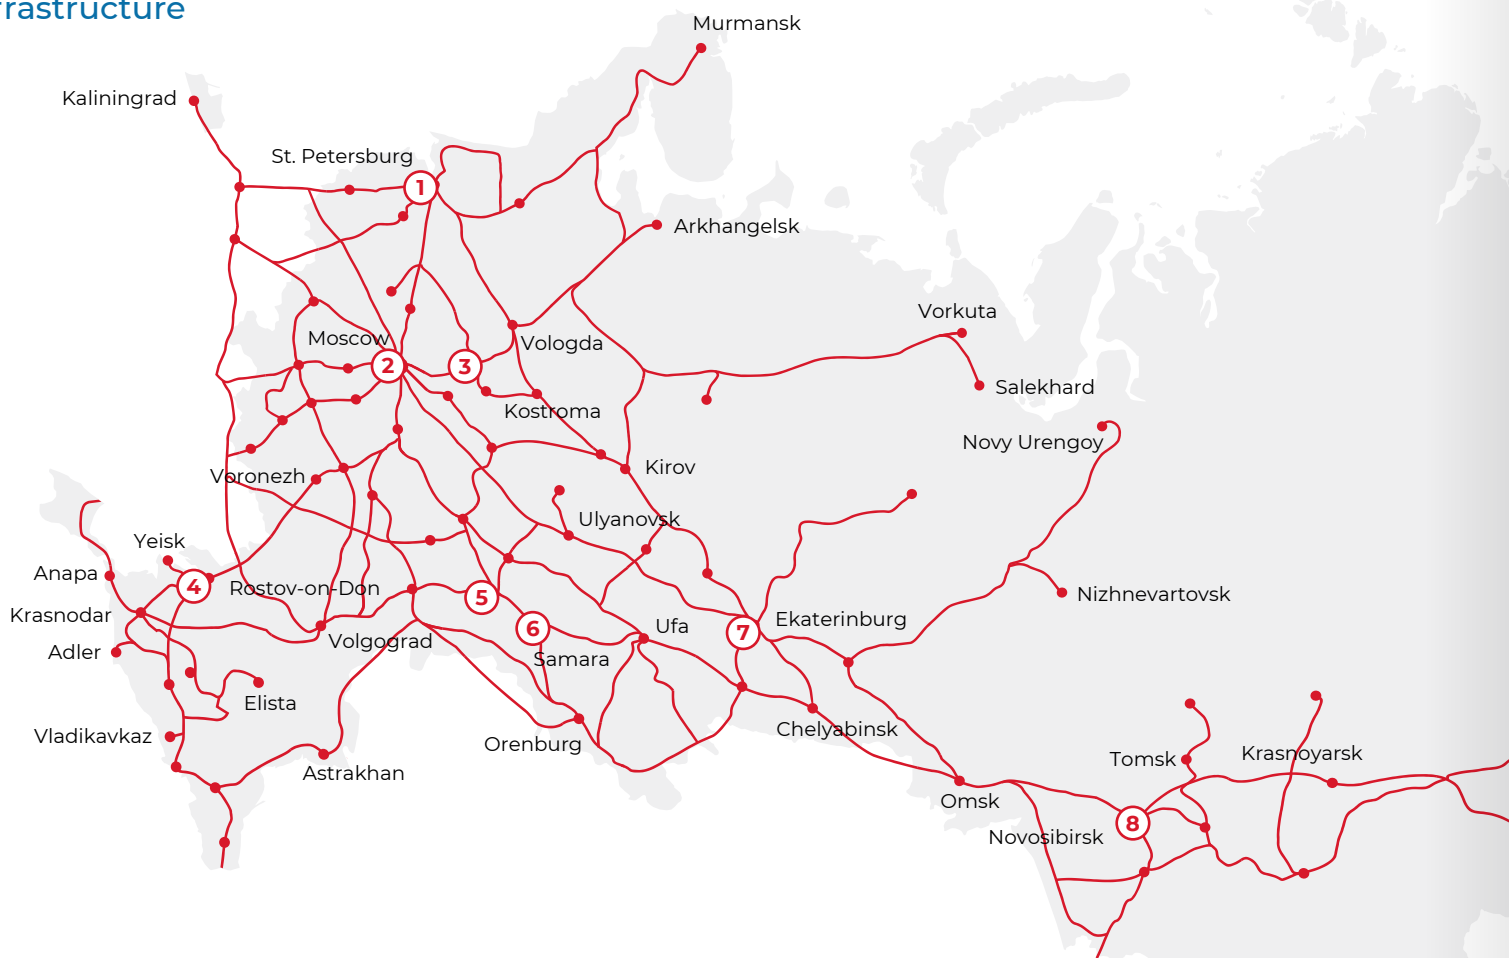 rastructure
Murmansk
Kaliningrad
St. Petersburg
1
Arkhangelsk
Vorkuta
Moscow
Vologda
2
3
Salekhard
Kostroma
Novy Urengoy
Kirov
Voronezh
Ulyanovsk
Yeisk
Anapa
4
Rostov-on-Don
5
Nizhnevartovsk
Krasnodar
6
Ufa
7
Ekaterinburg
Volgograd
Adler
Samara
Elista
Vladikavkaz
Orenburg
Chelyabinsk
Astrakhan
Tomsk
Krasnoyarsk
Omsk
8
Novosibirsk